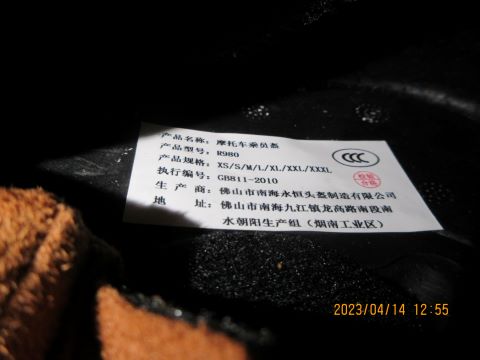 产品名称：摩托车乘员盔
产品型号：R980
产品规格：XS/S/M/L/XL/XXL/XXXL
执行编号：GB811-2010
CCC
检验
合格
生产商：佛山市南海永恒头盔制造有限公司
地址：佛山市南海九江镇龙高路南段南
水朝阳生产组（烟南工业区）
2023/04/14 12:55